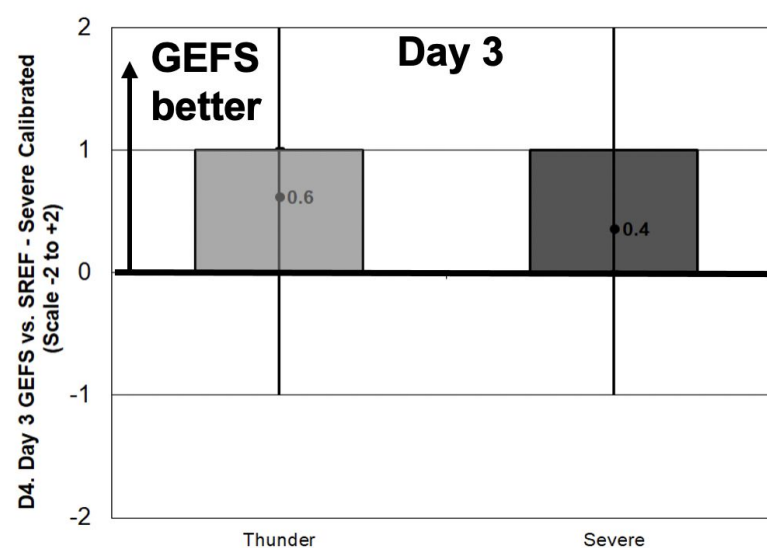 D4. Day 3 GEFS vs. SREF - Severe Calibrated
(Scale -2 to +2)
2
1
0
-1
-2
GEFS
better
Day 3
0.6
0.4
Thunder
Severe